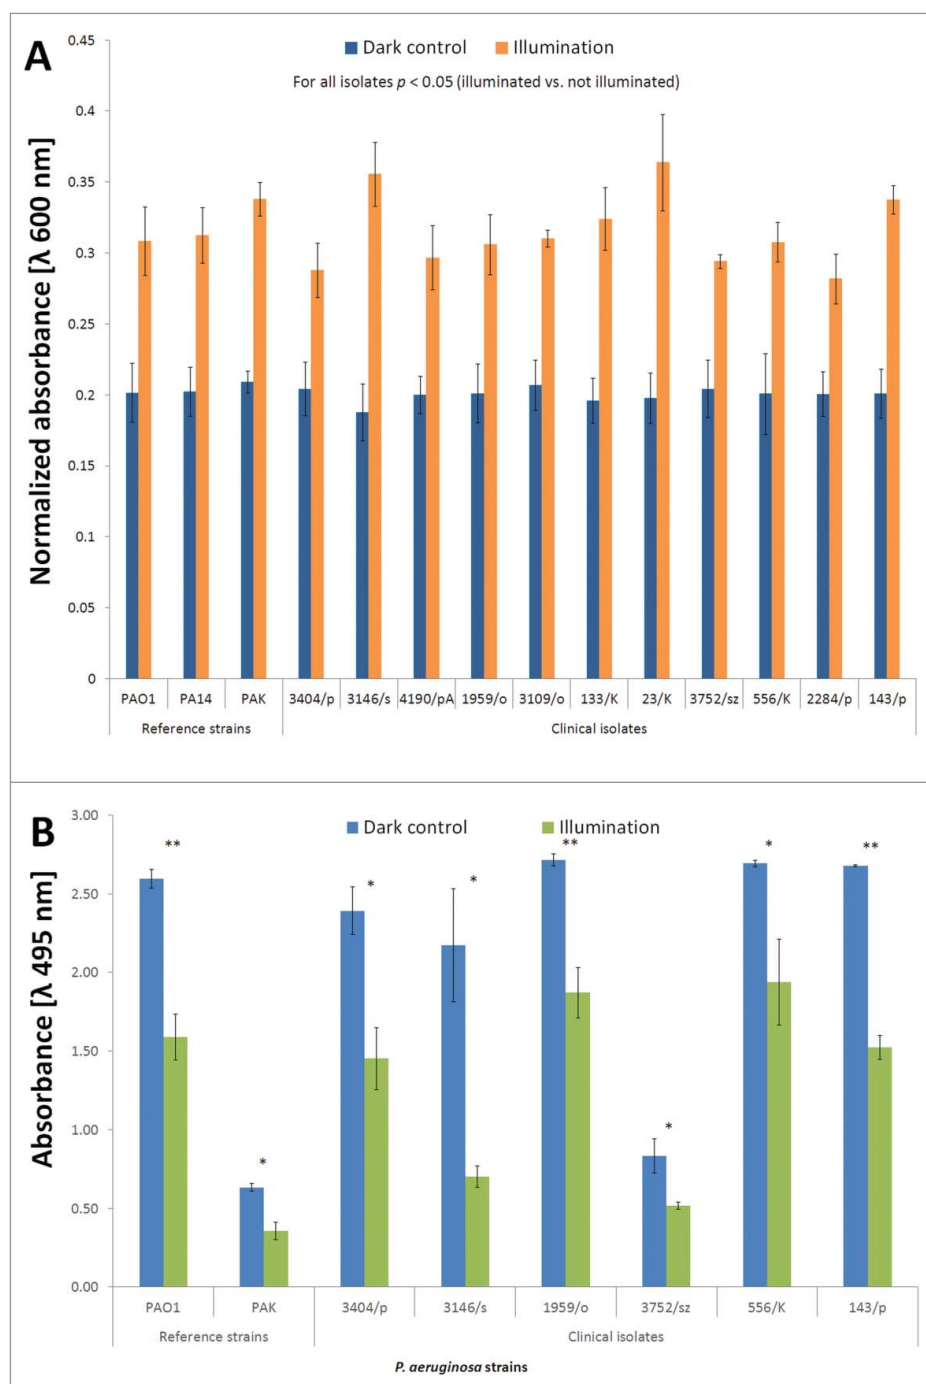 A
Dark control Illumination
For all isolates p < 0.05 (illuminated vs. not illuminated)
Normalized absorbance [λ 600 nm]
0.45
0.4
0.35
0.3
0.25
0.2
0.15
0.1
0.05
0
PAO1 PA14 PAK 3404/p 3146/s 4190/pA 1959/o 3109/o 133/K 23/K 3752/sz 556/K 2284/p 143/p
Reference strains Clinical isolates
B
Dark control Illumination
Absorbance [λ 495 nm]
3.00
2.50
2.00
1.50
1.00
0.50
0.00
** * * * ** * * **
PAO1 PAK 3404/p 3146/s 1959/o 3752/sz 556/K 143/p
Reference strains Clinical isolates
P. aeruginosa strains